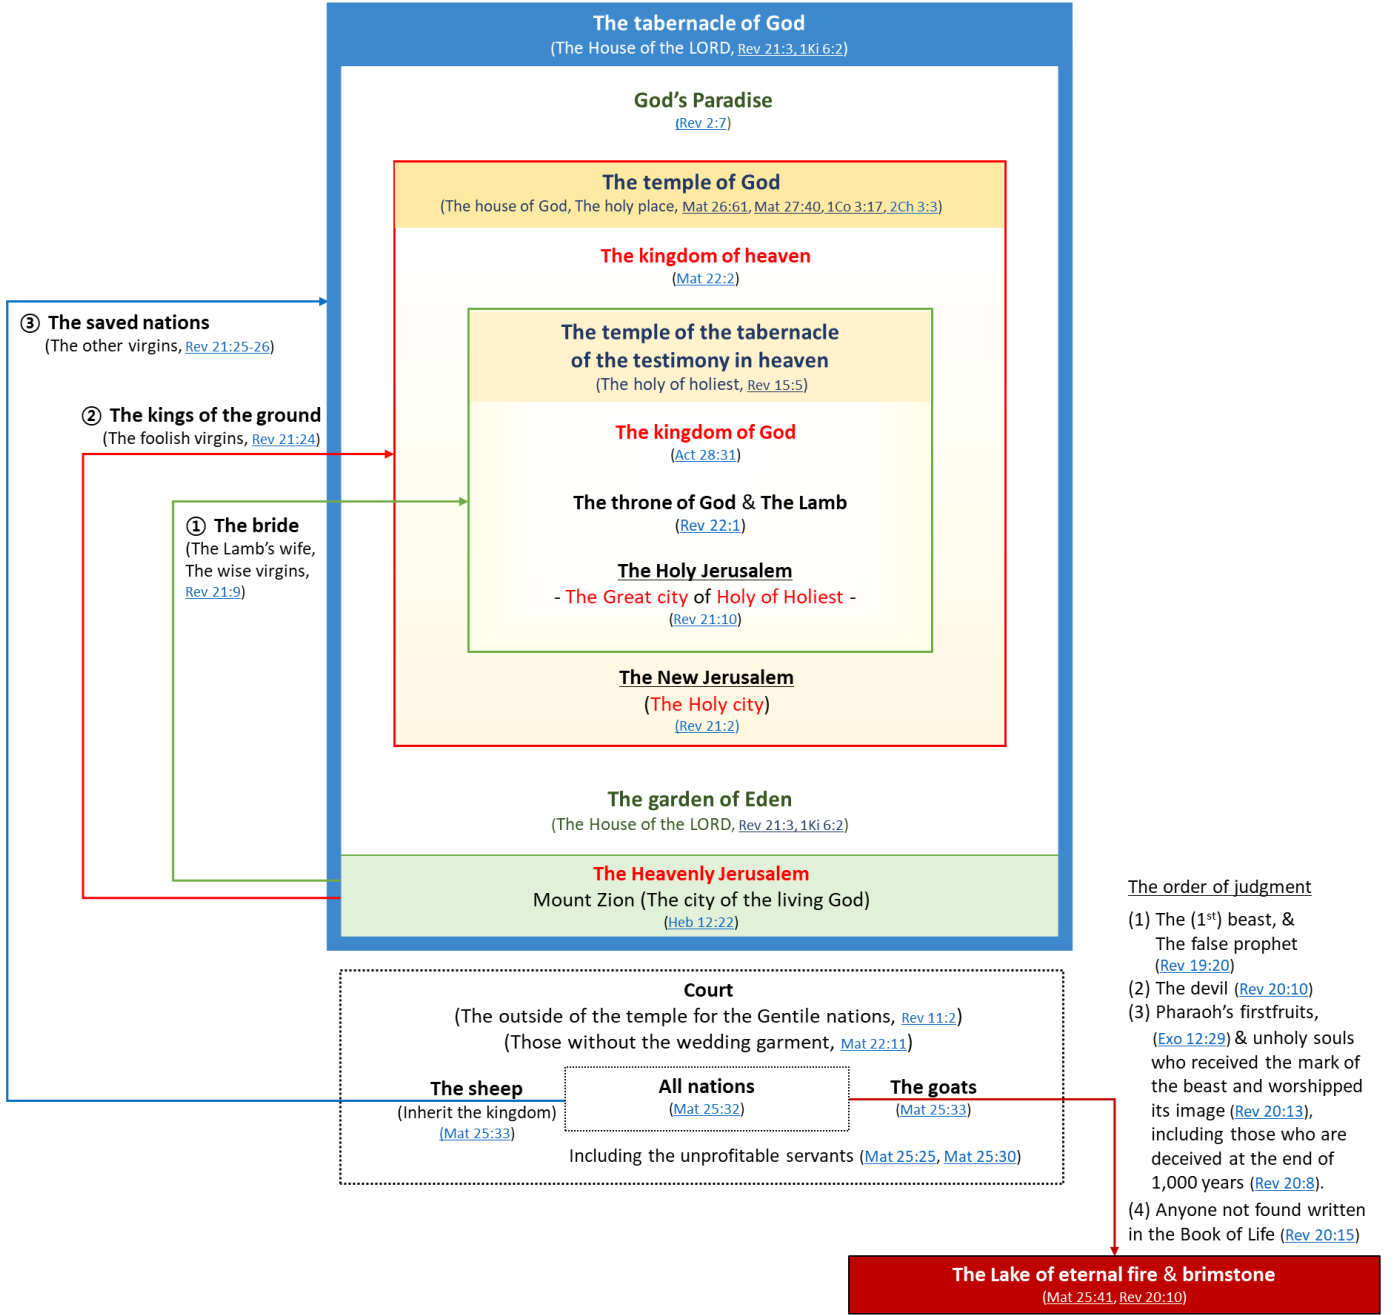 The tabernacle of God
(The House of the LORD, Rev 21:3, 1Ki 6:2)
God's Paradise
(Rev 2:7)
The temple of God
(The house of God, The holy place, Mat 26:61, Mat 27:40, 1Co 3:17, 2Ch 3:3)
The kingdom of heaven
(Mat 22:2)
The temple of the tabernacle
of the testimony in heaven
(The holy of holiest, Rev 15:5)
The kingdom of God
(Act 28:31)
The throne of God & The Lamb
(Rev 22:1)
The Holy Jerusalem
- The Great city of Holy of Holiest -
(Rev 21:10)
The New Jerusalem
(The Holy city)
(Rev 21:2)
The garden of Eden
(The House of the LORD, Rev 21:3, 1Ki 6:2)
The Heavenly Jerusalem
Mount Zion (The city of the living God)
(Heb 12:22)
③ The saved nations
(The other virgins, Rev 21:25-26)
② The kings of the ground
(The foolish virgins, Rev 21:24)
① The bride
(The Lamb's wife,
The wise virgins,
Rev 21:9)
Court
(The outside of the temple for the Gentile nations, Rev 11:2)
(Those without the wedding garment, Mat 22:11)
The sheep
(Inherit the kingdom)
(Mat 25:33)
All nations
(Mat 25:32)
The goats
(Mat 25:33)
Including the unprofitable servants (Mat 25:25, Mat 25:30)
The order of judgment
(1) The (1st) beast, &
The false prophet
(Rev 19:20)
(2) The devil (Rev 20:10)
(3) Pharaoh's firstfruits,
(Exo 12:29) & unholy souls
who received the mark of
the beast and worshipped
its image (Rev 20:13),
including those who are
deceived at the end of
1,000 years (Rev 20:8).
(4) Anyone not found written
in the Book of Life (Rev 20:15)
The Lake of eternal fire & brimstone
(Mat 25:41, Rev 20:10)